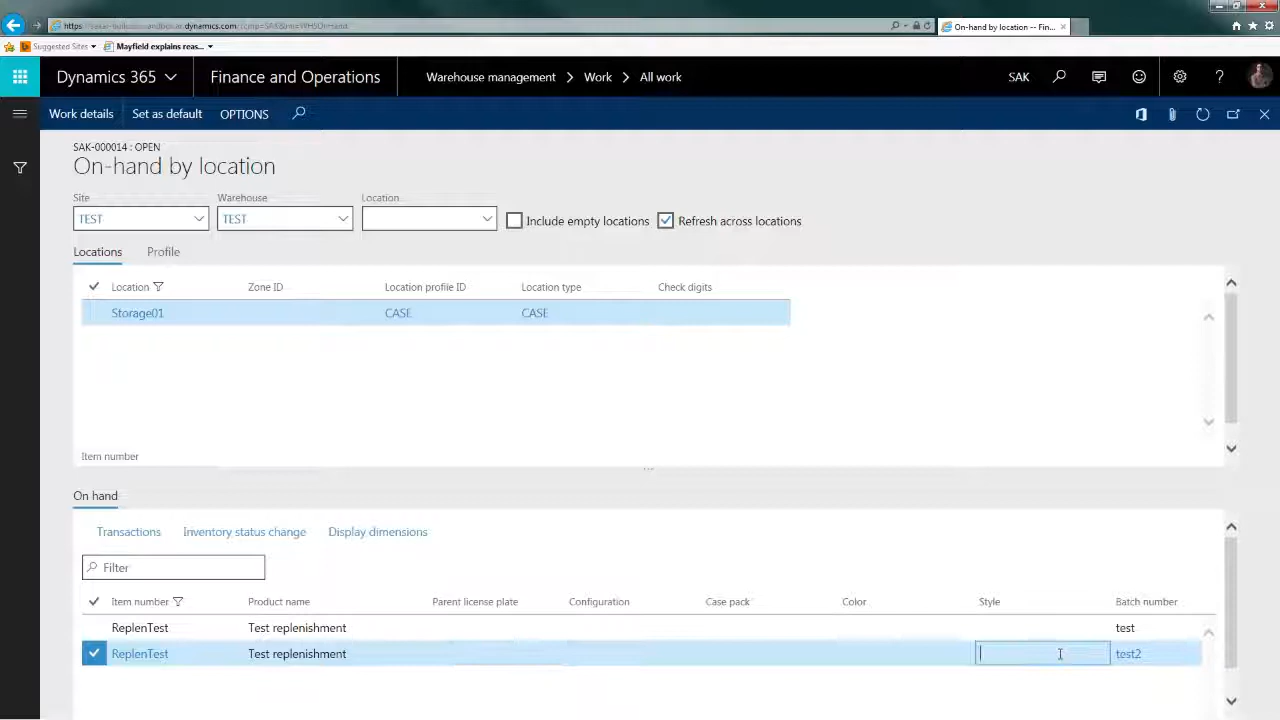 dynamics.com
On-hand by location -- Fin...
Suggested Sites
Mayfield explains reas...
Dynamics 365
Finance and Operations
Warehouse management > Work > All work
SAK
Work details
Set as default
OPTIONS
SAK-000014 : OPEN
On-hand by location
Site
Warehouse
Location
TEST
TEST
Include empty locations
Refresh across locations
Locations
Profile
Location
Zone ID
Location profile ID
Location type
Check digits
Storage01
CASE
CASE
Item number
On hand
Transactions
Inventory status change
Display dimensions
Filter
Item number
Product name
Parent license plate
Configuration
Case pack
Color
Style
Batch number
ReplenTest
Test replenishment
test
ReplenTest
Test replenishment
test2